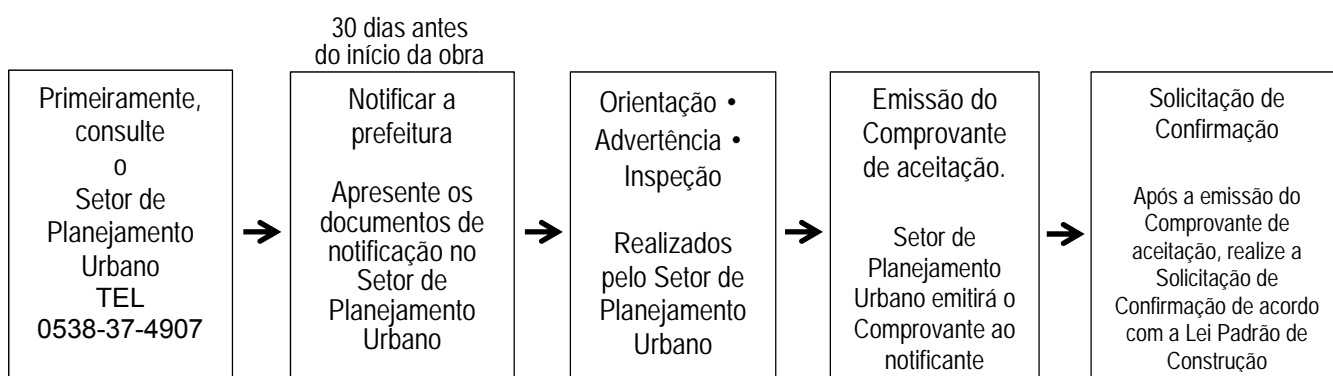 30 dias antes
do início da obra
Primeiramente,
consulte
o
Setor de
Planejamento
Urbano
TEL
0538-37-4907
Notificar a
prefeitura
Apresente os
documentos de
notificação no
Setor de
Planejamento
Urbano
Orientação •
Advertência •
Inspeção
Realizados
pelo Setor de
Planejamento
Urbano
Emissão do
Comprovante
de aceitação.
Setor de
Planejamento
Urbano emitirá o
Comprovante ao
notificante
Solicitação de
Confirmação
Após a emissão do
Comprovante de
aceitação, realize a
Solicitação de
Confirmação de acordo
com a Lei Padrão de
Construção